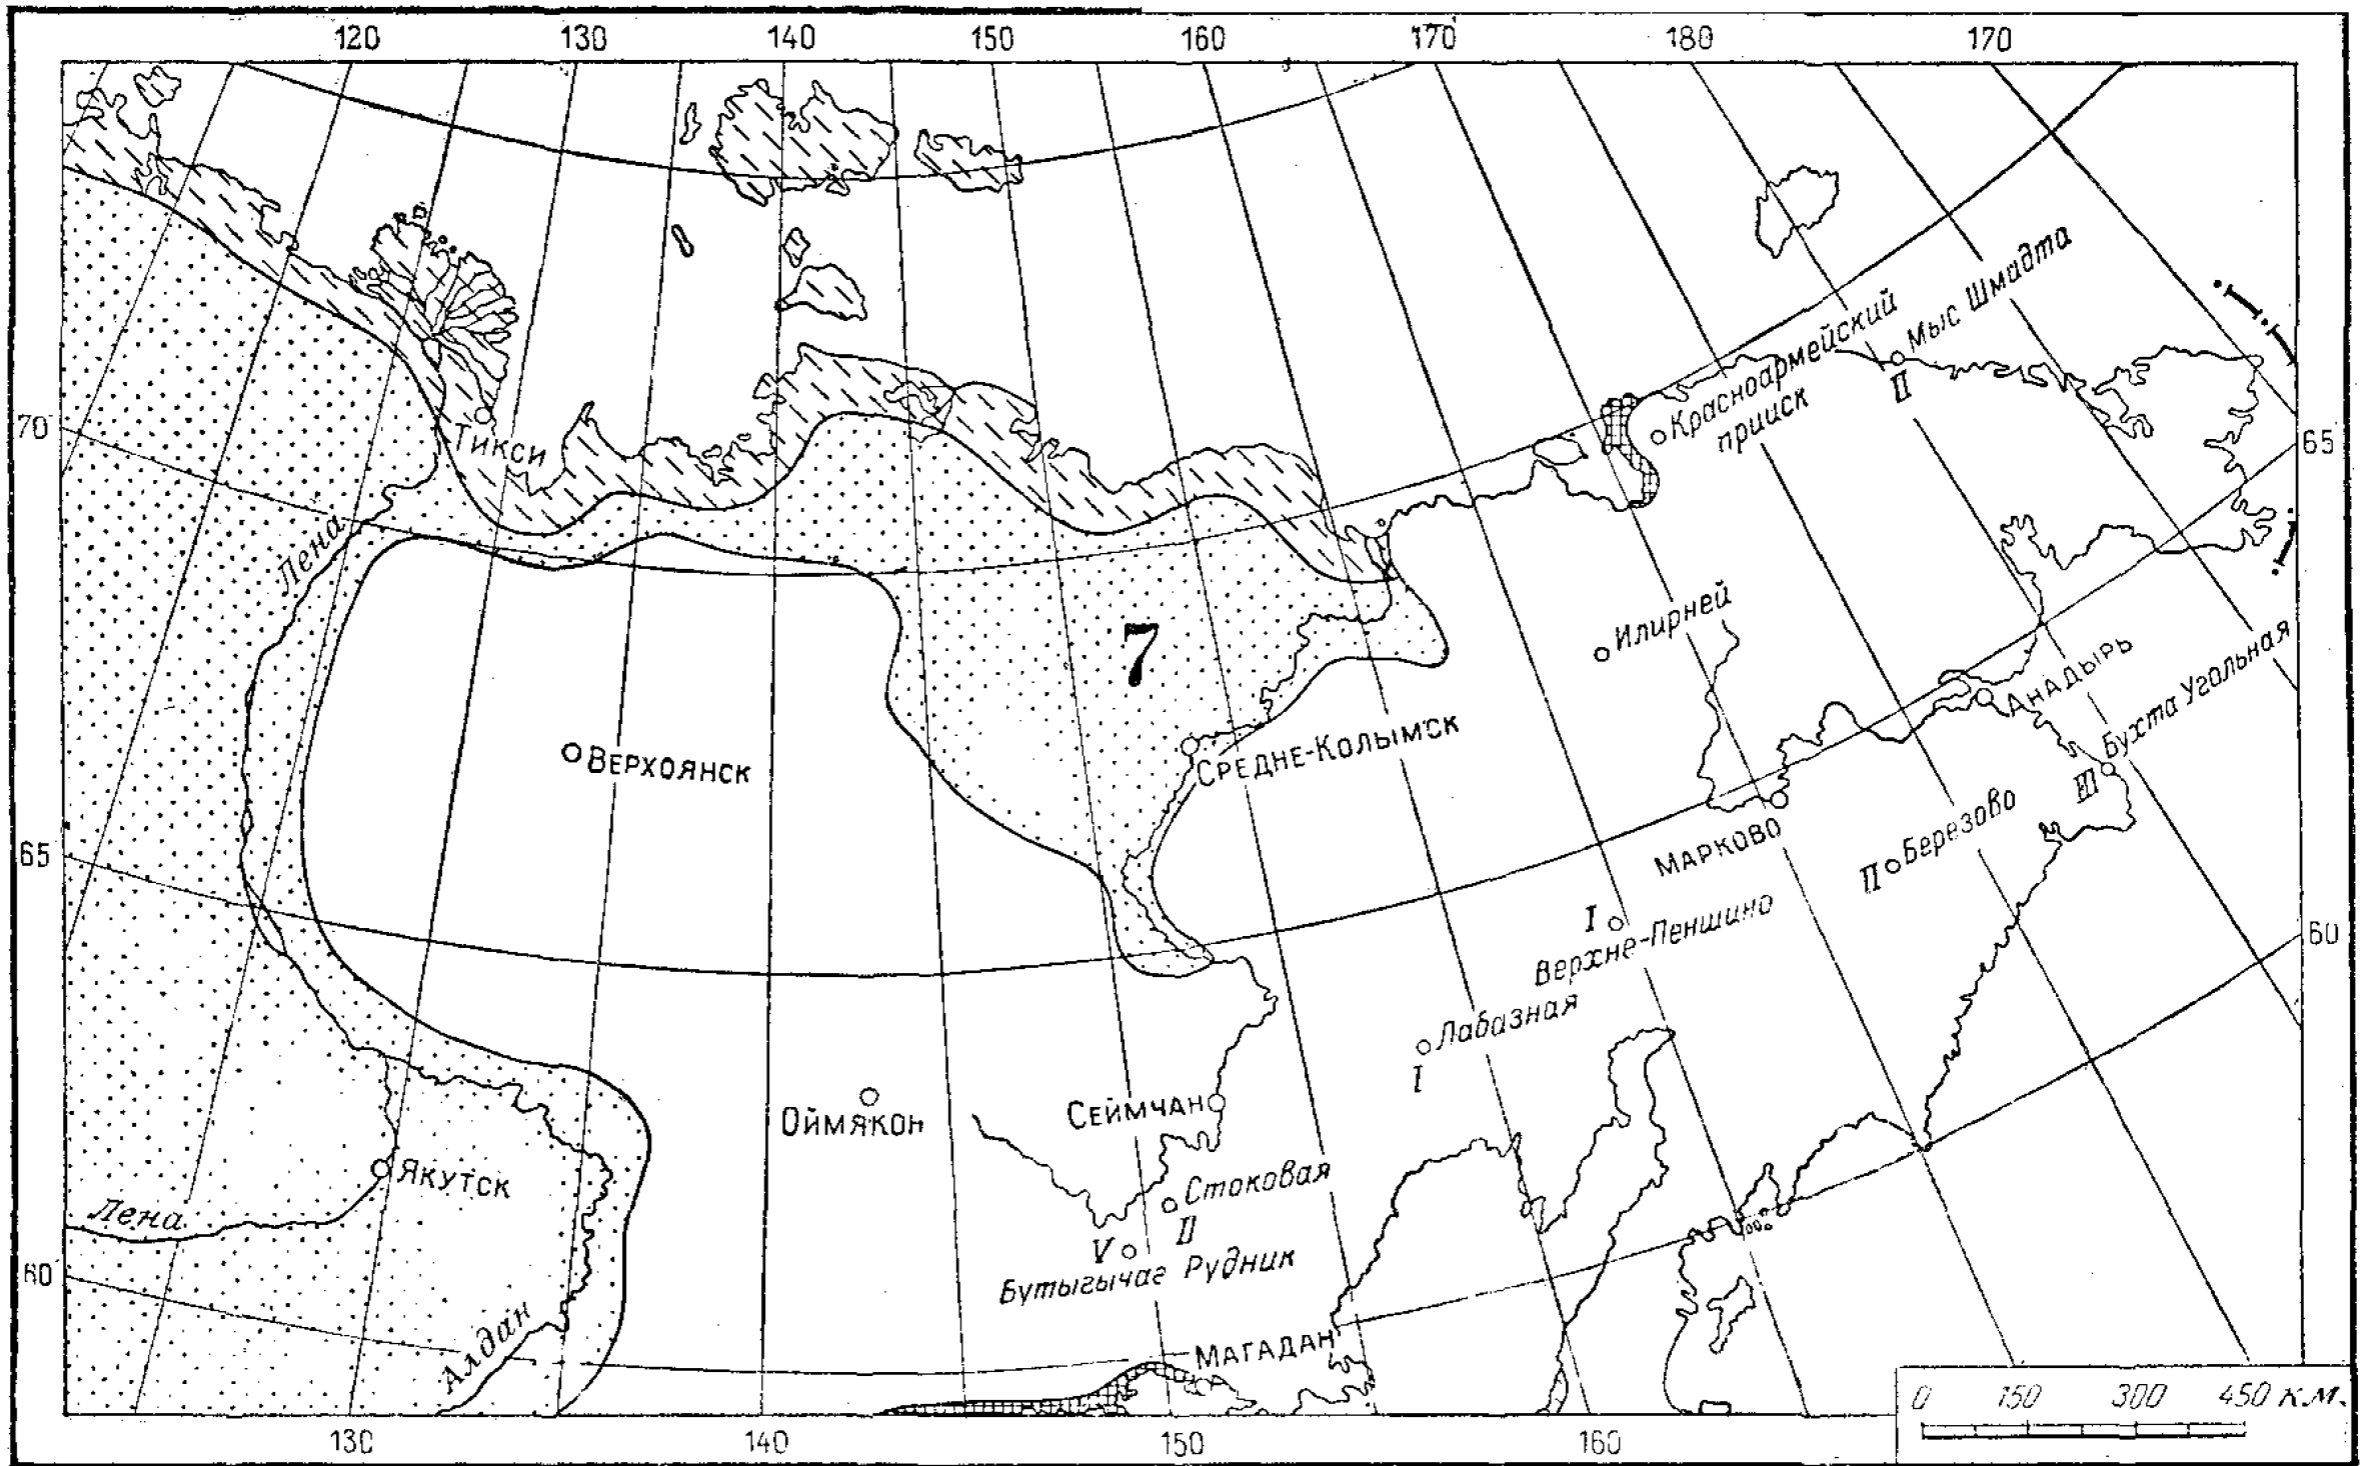 120 130 140 150 160 170 180 170
Мыс Шмидта
II
Красноармейский
прииск
70
Тикси
65
Лена
Илирней
7
Анадырь
Бухта Угольная
III
Средне-Колымск
Верхоянск
Березово
II
65
Марково
I
Верхне-Пеншино
60
Лабазная
I
Оймякон
Сеймчан
Якутск
Стоковая
II
Лена
V
Бутыгычаг Рудник
60
Алдан
Магадан
0 150 300 450 км.
130 140 150 160